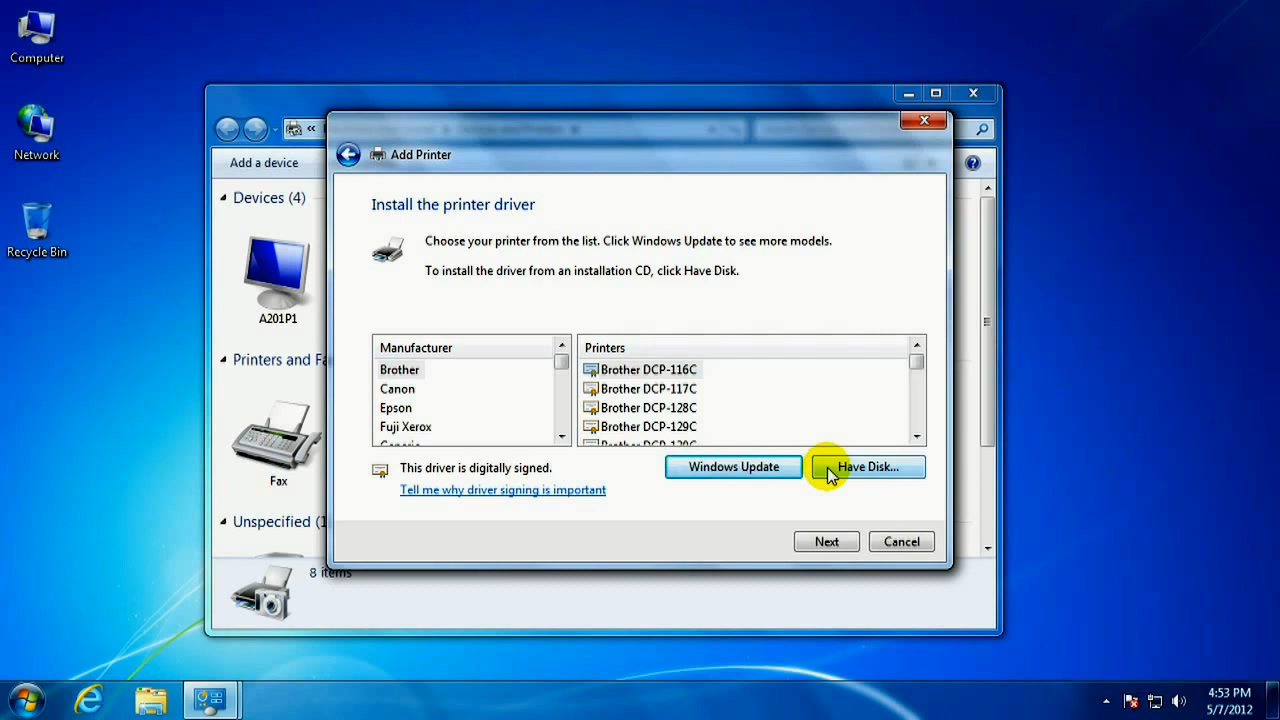 Computer
Network
Recycle Bin
«
Add a device
Devices (4)
A201P1
Printers and Fa
Fax
Unspecified (1
8 items
Add Printer
Install the printer driver
Choose your printer from the list. Click Windows Update to see more models.
To install the driver from an installation CD, click Have Disk.
Manufacturer
Brother
Canon
Epson
Fuji Xerox
Generic
Printers
Brother DCP-116C
Brother DCP-117C
Brother DCP-128C
Brother DCP-129C
Brother DCP-130C
This driver is digitally signed.
Tell me why driver signing is important
Windows Update
Have Disk...
Next
Cancel
4:53 PM
5/7/2012